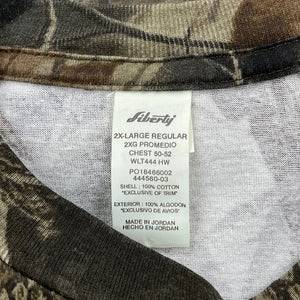 Liberty
2X-LARGE REGULAR
2XG PROMEDIO
CHEST 50-52
WLT444 HW
PO18466002
444560-03
SHELL : 100% COTTON
"EXCLUSIVE OF TRIM"
EXTERIOR : 100% ALGODON
"EXCLUSIVO DE AVIOS"
MADE IN JORDAN
HECHO EN JORDAN